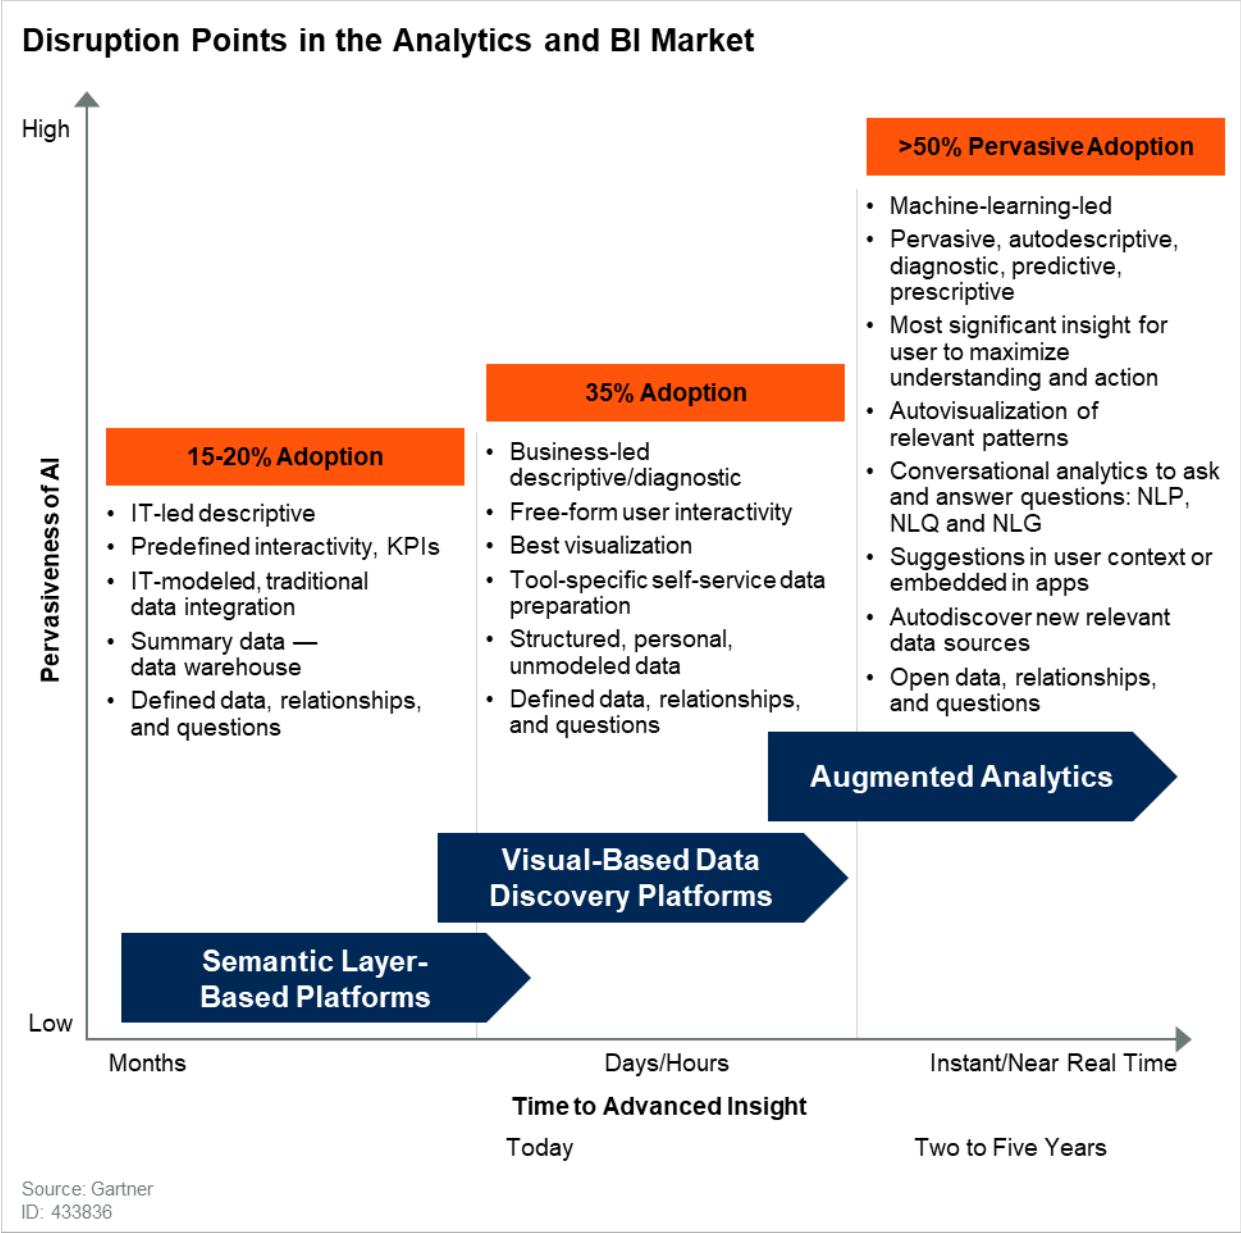 Disruption Points in the Analytics and BI Market
High
Pervasiveness of AI
Low
15-20% Adoption
• IT-led descriptive
• Predefined interactivity, KPIs
• IT-modeled, traditional
data integration
• Summary data —
data warehouse
• Defined data, relationships,
and questions
35% Adoption
• Business-led
descriptive/diagnostic
• Free-form user interactivity
• Best visualization
• Tool-specific self-service data
preparation
• Structured, personal,
unmodeled data
• Defined data, relationships,
and questions
>50% Pervasive Adoption
• Machine-learning-led
• Pervasive, autodescriptive,
diagnostic, predictive,
prescriptive
• Most significant insight for
user to maximize
understanding and action
• Autovisualization of
relevant patterns
• Conversational analytics to ask
and answer questions: NLP,
NLQ and NLG
• Suggestions in user context or
embedded in apps
• Autodiscover new relevant
data sources
• Open data, relationships,
and questions
Augmented Analytics
Visual-Based Data
Discovery Platforms
Semantic Layer-
Based Platforms
Months
Days/Hours
Instant/Near Real Time
Time to Advanced Insight
Today
Two to Five Years
Source: Gartner
ID: 433836